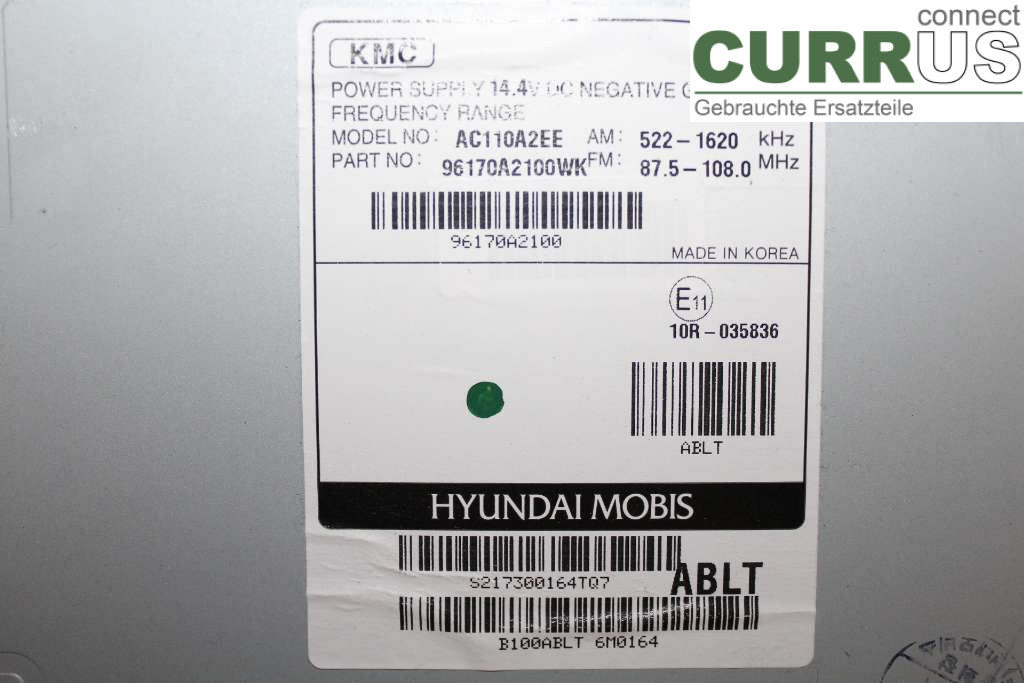 connect
CURRUS
Gebrauchte Ersatzteile
KMC
POWER SUPPLY 14.4V DC NEGATIVE
FREQUENCY RANGE
MODEL NO: AC110A2EE AM: 522-1620 kHz
PART NO: 96170A2100WK FM: 87.5-108.0 MHz
96170A2100
MADE IN KOREA
E11
10R-035836
ABLT
HYUNDAI MOBIS
S217300164TQ7
ABLT
B100ABLT 6M0164